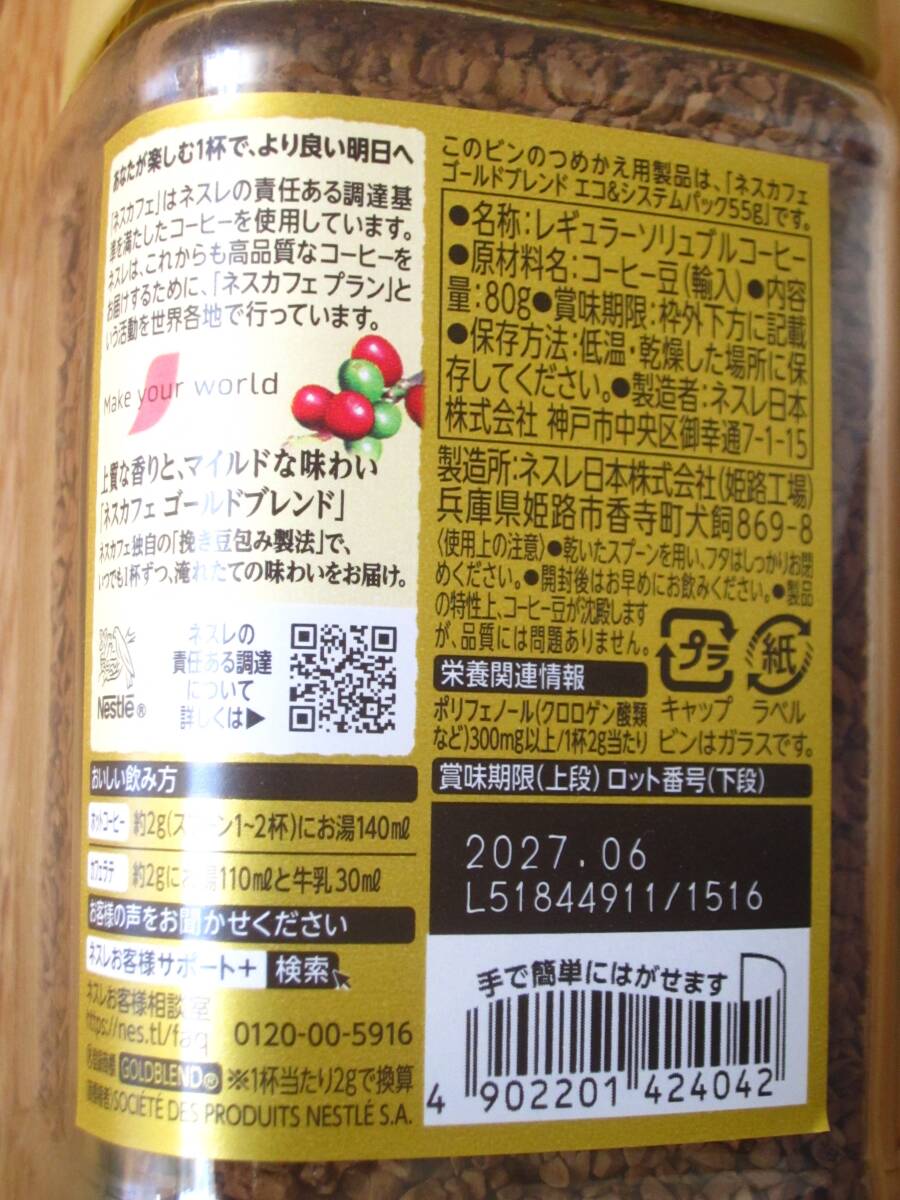 あなたが楽しむ1杯で、より良い明日へ
「ネスカフェ」はネスレの責任ある調達基
準を満たしたコーヒーを使用しています。
ネスレは、これからも高品質なコーヒーを
お届けするために、「ネスカフェ プラン」と
いう活動を世界各地で行っています。
Make your world
上質な香りと、マイルドな味わい
「ネスカフェ ゴールドブレンド」
ネスカフェ独自の「挽き豆包み製法」で、
いつでも1杯ずつ、淹れたての味わいをお届け。
Nestlé®
ネスレの
責任ある調達
について
詳しくは▶
おいしい飲み方
ホットコーヒー 約2g(スプーン1~2杯)にお湯140㎖
カフェラテ 約2gにお湯110㎖と牛乳30㎖
お客様の声をお聞かせください
ネスレお客様サポート+ 検索
ネスレお客様相談室
https://nes.tl/faq 0120-00-5916
GOLDBLEND® ※1杯当たり2gで換算
SOCIÉTÉ DES PRODUITS NESTLÉ S.A.
このビンのつめかえ用製品は、「ネスカフェ
ゴールドブレンド エコ&システムパック55g」です。
●名称:レギュラーソリュブルコーヒー
●原材料名:コーヒー豆(輸入)●内容
量:80g●賞味期限:枠外下方に記載
●保存方法:低温・乾燥した場所に保
存してください。●製造者:ネスレ日本
株式会社 神戸市中央区御幸通7-1-15
製造所:ネスレ日本株式会社(姫路工場)
兵庫県姫路市香寺町犬飼869-8
〈使用上の注意〉●乾いたスプーンを用い、フタはしっかりお閉
めください。●開封後はお早めにお飲みください。●製品
の特性上、コーヒー豆が沈殿します
が、品質には問題ありません。
プラ 紙
栄養関連情報
キャップ ラベル
ポリフェノール(クロロゲン酸類
など)300mg以上/1杯2g当たり
ビンはガラスです。
賞味期限(上段) ロット番号(下段)
2027.06
L51844911/1516
手で簡単にはがせます
4 902201 424042